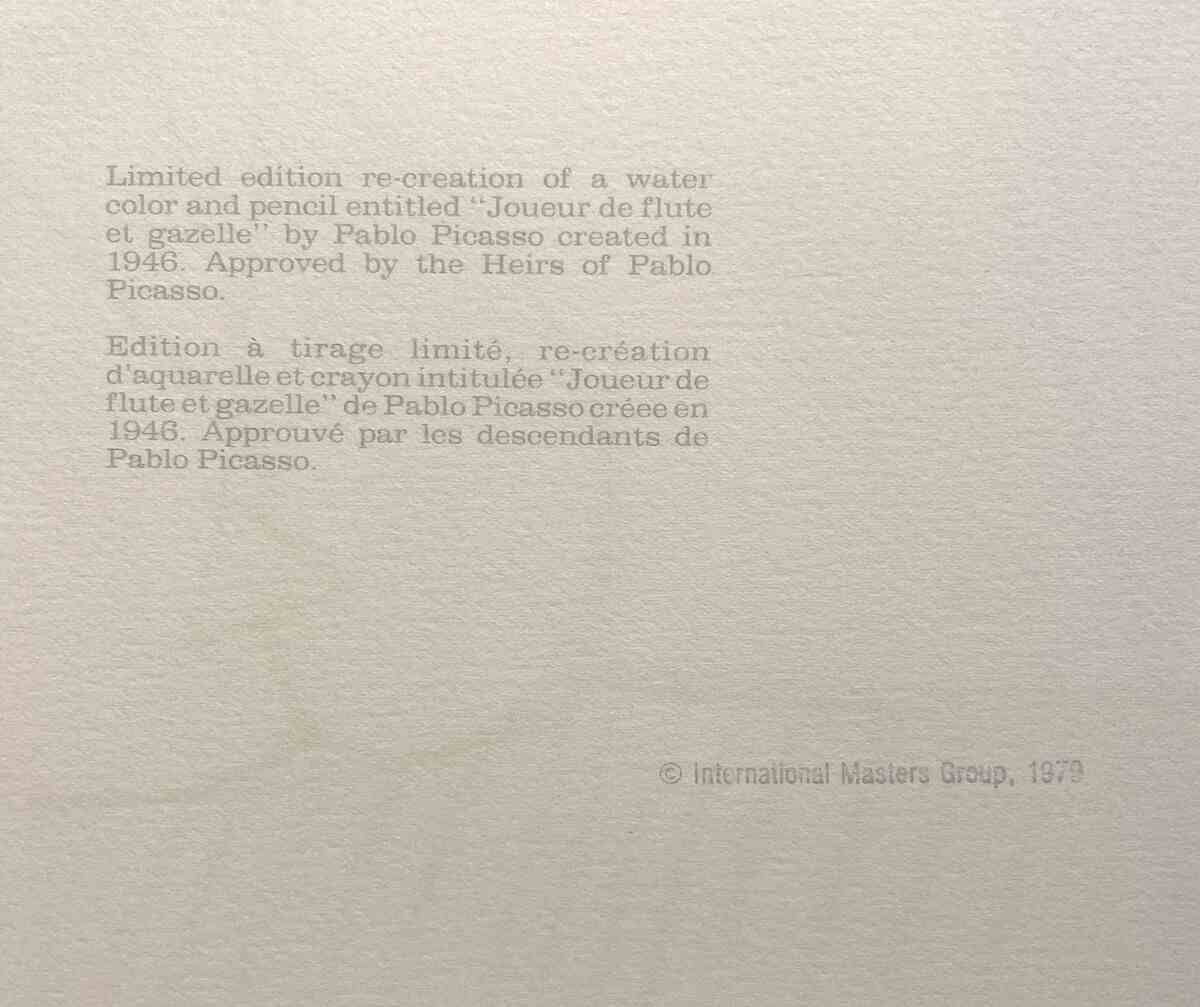 Limited edition re-creation of a water
color and pencil entitled “Joueur de flute
et gazelle” by Pablo Picasso created in
1946. Approved by the Heirs of Pablo
Picasso.
Edition à tirage limité, re-création
d'aquarelle et crayon intitulée “Joueur de
flute et gazelle” de Pablo Picasso créee en
1946. Approuvé par les descendants de
Pablo Picasso.
© International Masters Group, 1979